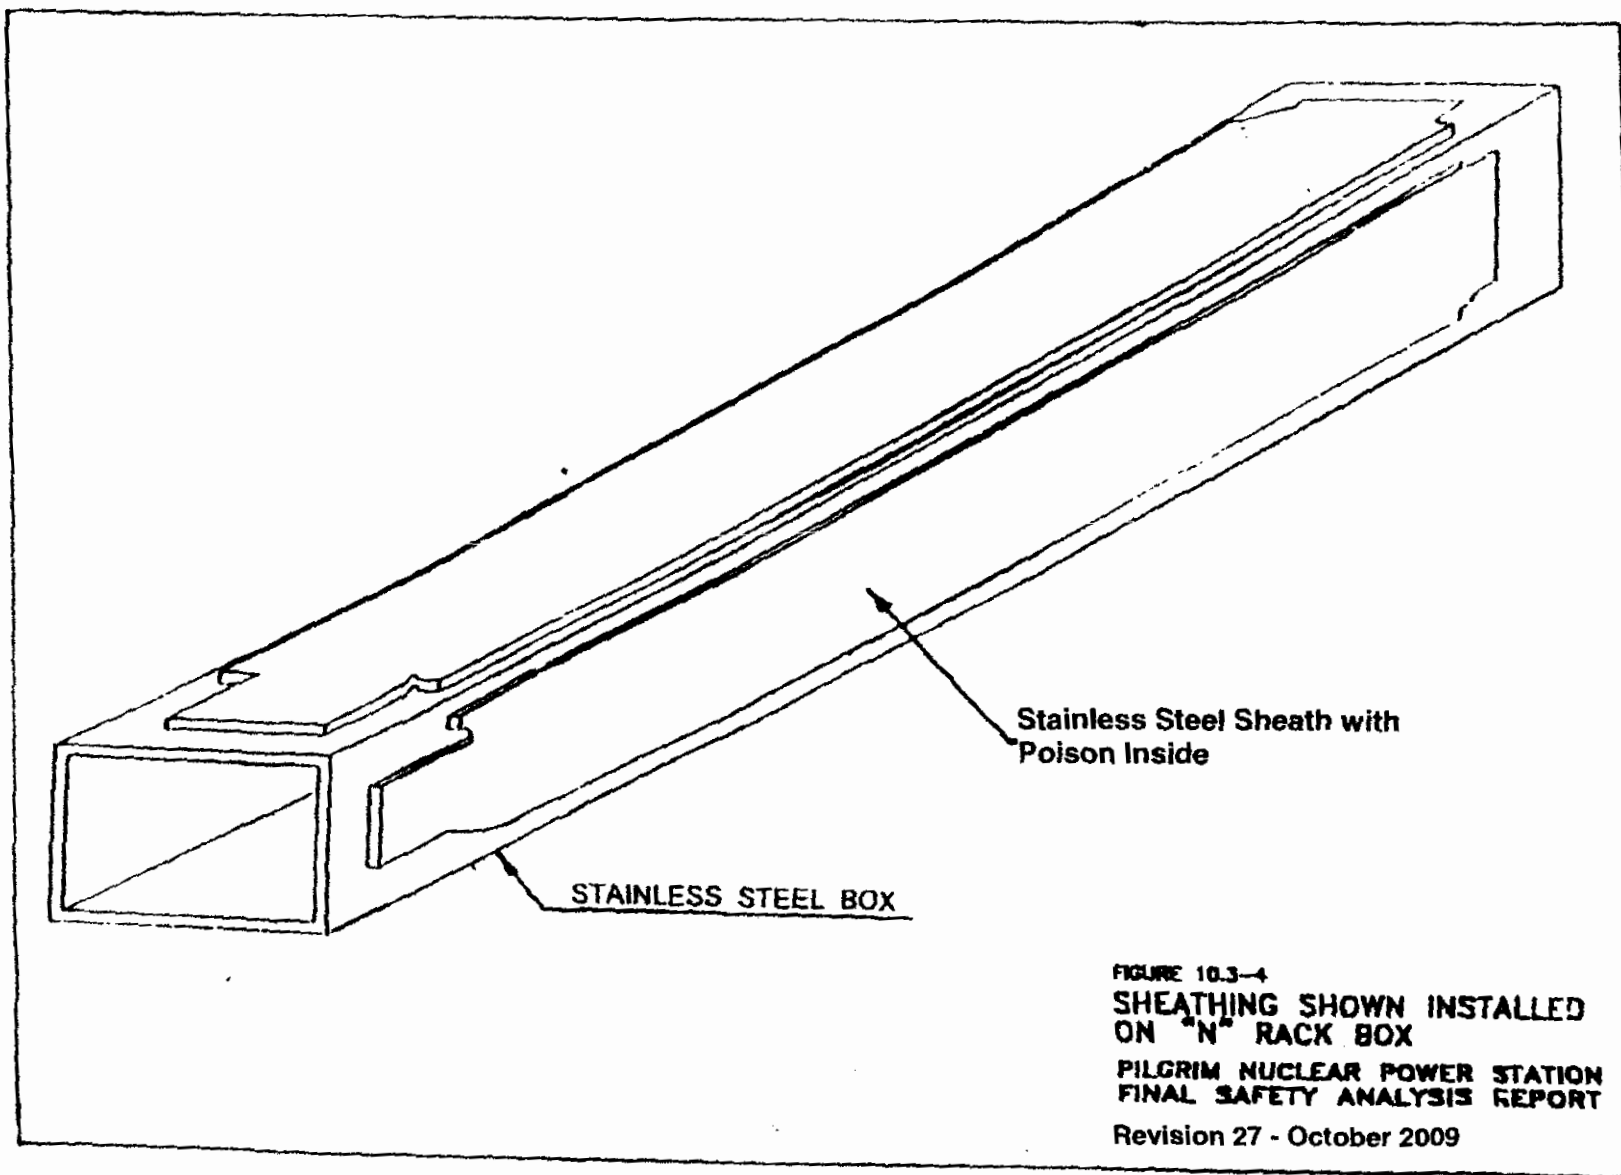 Stainless Steel Sheath with
Poison Inside
STAINLESS STEEL BOX
FIGURE 10.3-4
SHEATHING SHOWN INSTALLED
ON "N" RACK BOX
PILGRIM NUCLEAR POWER STATION
FINAL SAFETY ANALYSIS REPORT
Revision 27 - October 2009